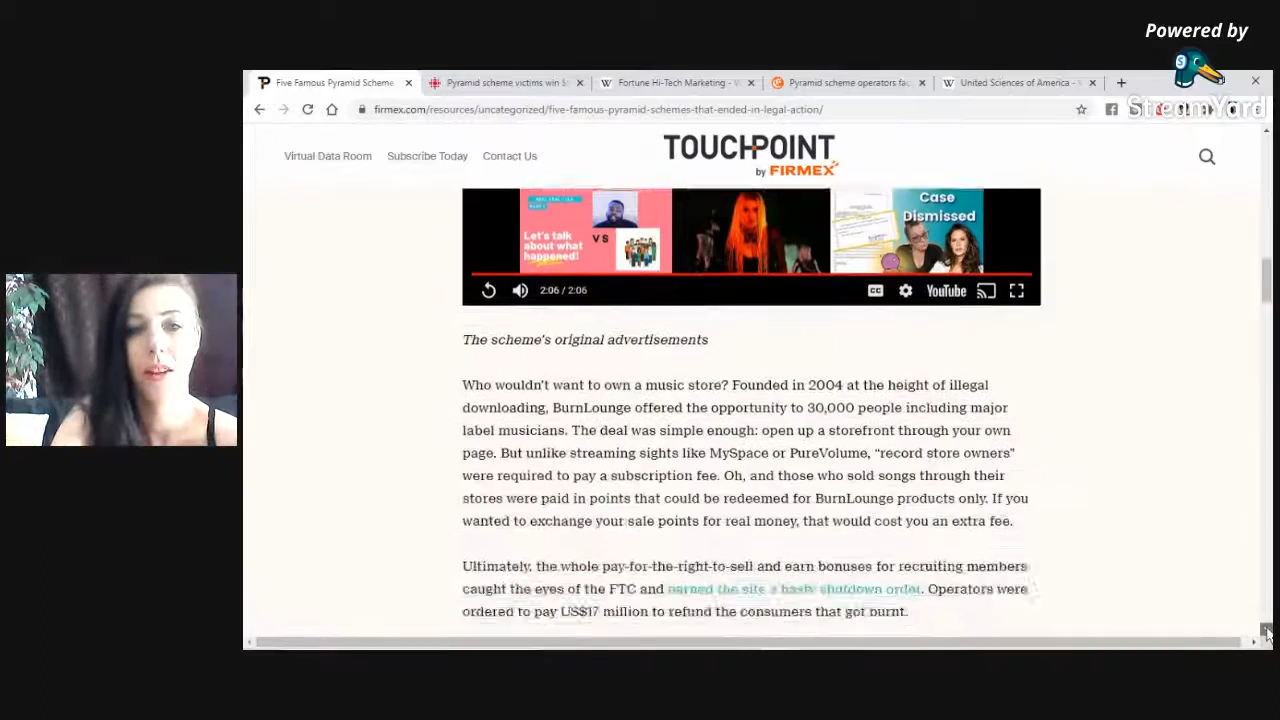 Powered by
StreamYard
Five Famous Pyramid Scheme
Pyramid scheme victims win $
Fortune Hi-Tech Marketing - W
Pyramid scheme operators fac
United Sciences of America -
firmex.com/resources/uncategorized/five-famous-pyramid-schemes-that-ended-in-legal-action/
Virtual Data Room
Subscribe Today
Contact Us
TOUCHPOINT
by FIRMEX
Let's talk
about what
happened!
VS
Case
Dismissed
2:06 / 2:06
CC
YouTube
The scheme's original advertisements
Who wouldn't want to own a music store? Founded in 2004 at the height of illegal
downloading, BurnLounge offered the opportunity to 30,000 people including major
label musicians. The deal was simple enough: open up a storefront through your own
page. But unlike streaming sights like MySpace or PureVolume, “record store owners”
were required to pay a subscription fee. Oh, and those who sold songs through their
stores were paid in points that could be redeemed for BurnLounge products only. If you
wanted to exchange your sale points for real money, that would cost you an extra fee.
Ultimately, the whole pay-for-the-right-to-sell and earn bonuses for recruiting members
caught the eyes of the FTC and earned the site a hasty shutdown order. Operators were
ordered to pay US$17 million to refund the consumers that got burnt.